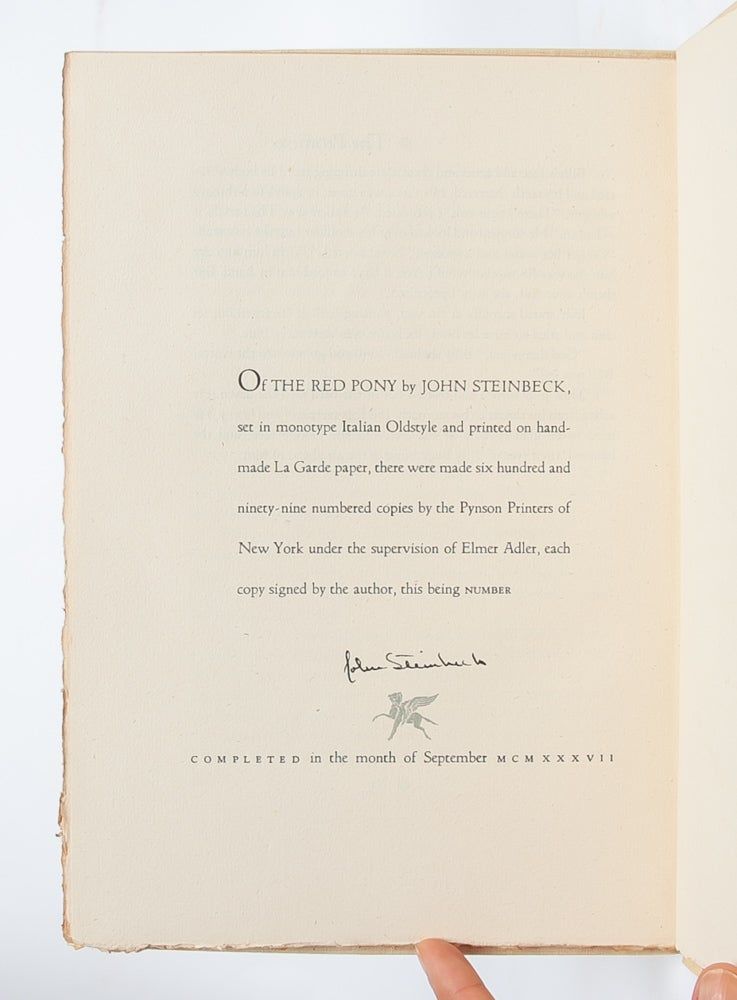 Of THE RED PONY by JOHN STEINBECK,
set in monotype Italian Oldstyle and printed on hand-
made La Garde paper, there were made six hundred and
ninety-nine numbered copies by the Pynson Printers of
New York under the supervision of Elmer Adler, each
copy signed by the author, this being NUMBER
John Steinbeck
COMPLETED in the month of September MCMXXXVII